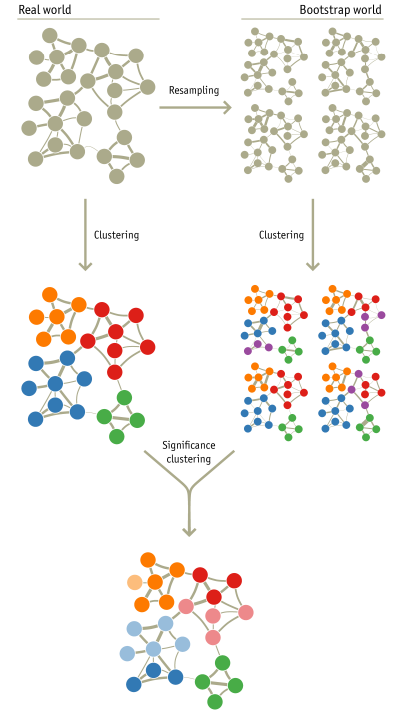 Real world
Bootstrap world
Resampling
Clustering
Clustering
Significance
clustering